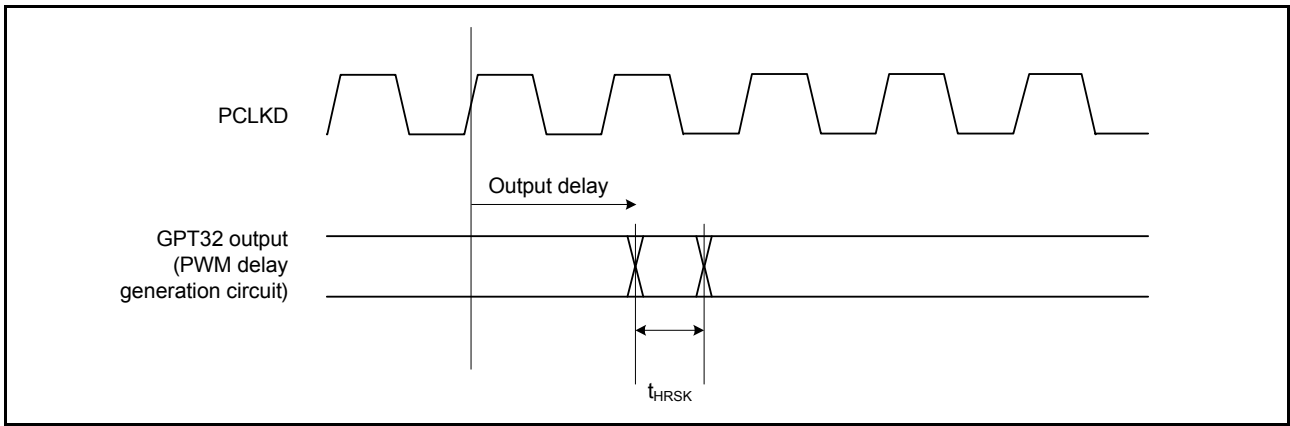 PCLKD
Output delay
GPT32 output
(PWM delay
generation circuit)
tHRSK